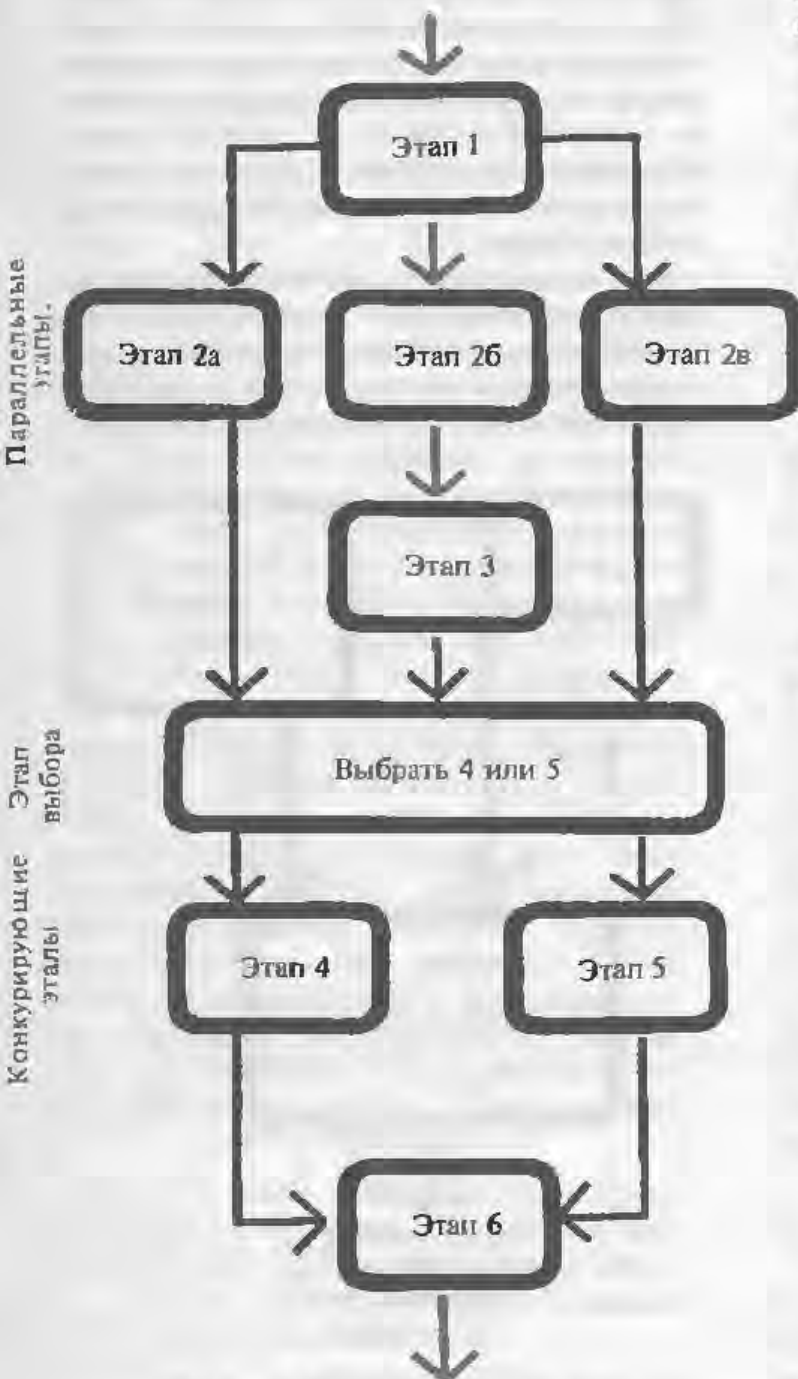 Этап 1
Параллельные
этапы.
Этап 2а
Этап 2б
Этап 2в
Этап 3
Этап
выбора
Выбрать 4 или 5
Конкурирующие
этапы
Этап 4
Этап 5
Этап 6